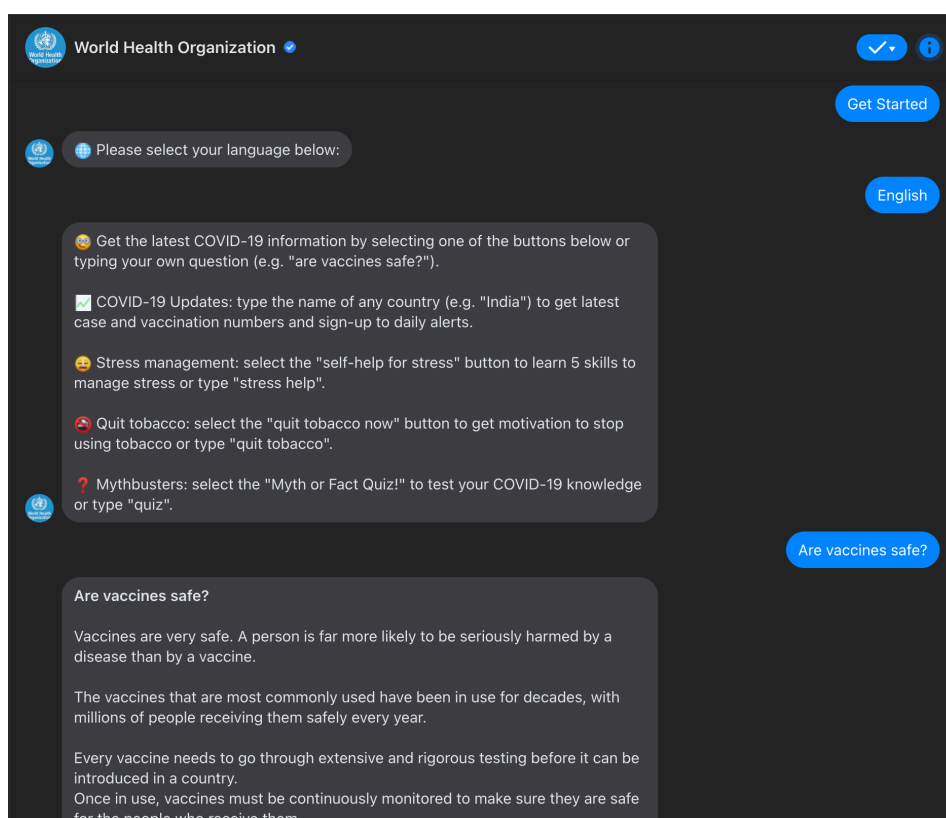 World Health Organization
Get Started
🌐 Please select your language below:
English
Get the latest COVID-19 information by selecting one of the buttons below or
typing your own question (e.g. "are vaccines safe?").
📈 COVID-19 Updates: type the name of any country (e.g. "India") to get latest
case and vaccination numbers and sign-up to daily alerts.
Stress management: select the "self-help for stress" button to learn 5 skills to
manage stress or type "stress help".
Quit tobacco: select the "quit tobacco now" button to get motivation to stop
using tobacco or type "quit tobacco".
❓ Mythbusters: select the "Myth or Fact Quiz!" to test your COVID-19 knowledge
or type "quiz".
Are vaccines safe?
Are vaccines safe?
Vaccines are very safe. A person is far more likely to be seriously harmed by a
disease than by a vaccine.
The vaccines that are most commonly used have been in use for decades, with
millions of people receiving them safely every year.
Every vaccine needs to go through extensive and rigorous testing before it can be
introduced in a country.
Once in use, vaccines must be continuously monitored to make sure they are safe
for the people who receive them